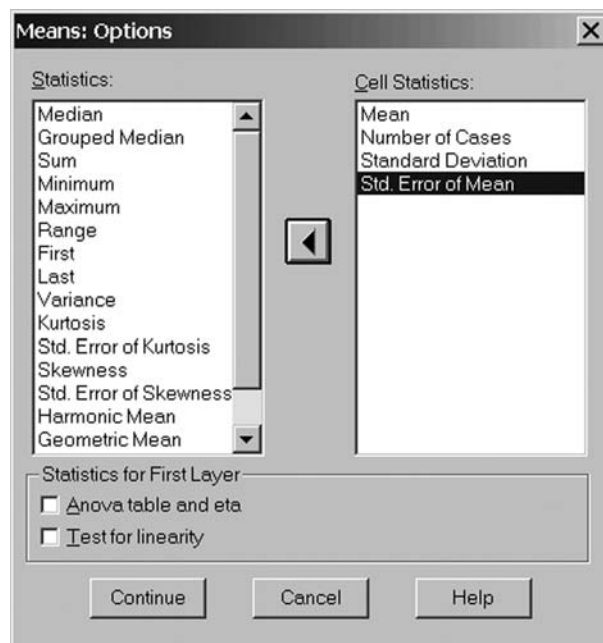 Means: Options
Statistics:
Median
Grouped Median
Sum
Minimum
Maximum
Range
First
Last
Variance
Kurtosis
Std. Error of Kurtosis
Skewness
Std. Error of Skewness
Harmonic Mean
Geometric Mean
Cell Statistics:
Mean
Number of Cases
Standard Deviation
Std. Error of Mean
Statistics for First Layer
Anova table and eta
Test for linearity
Continue
Cancel
Help